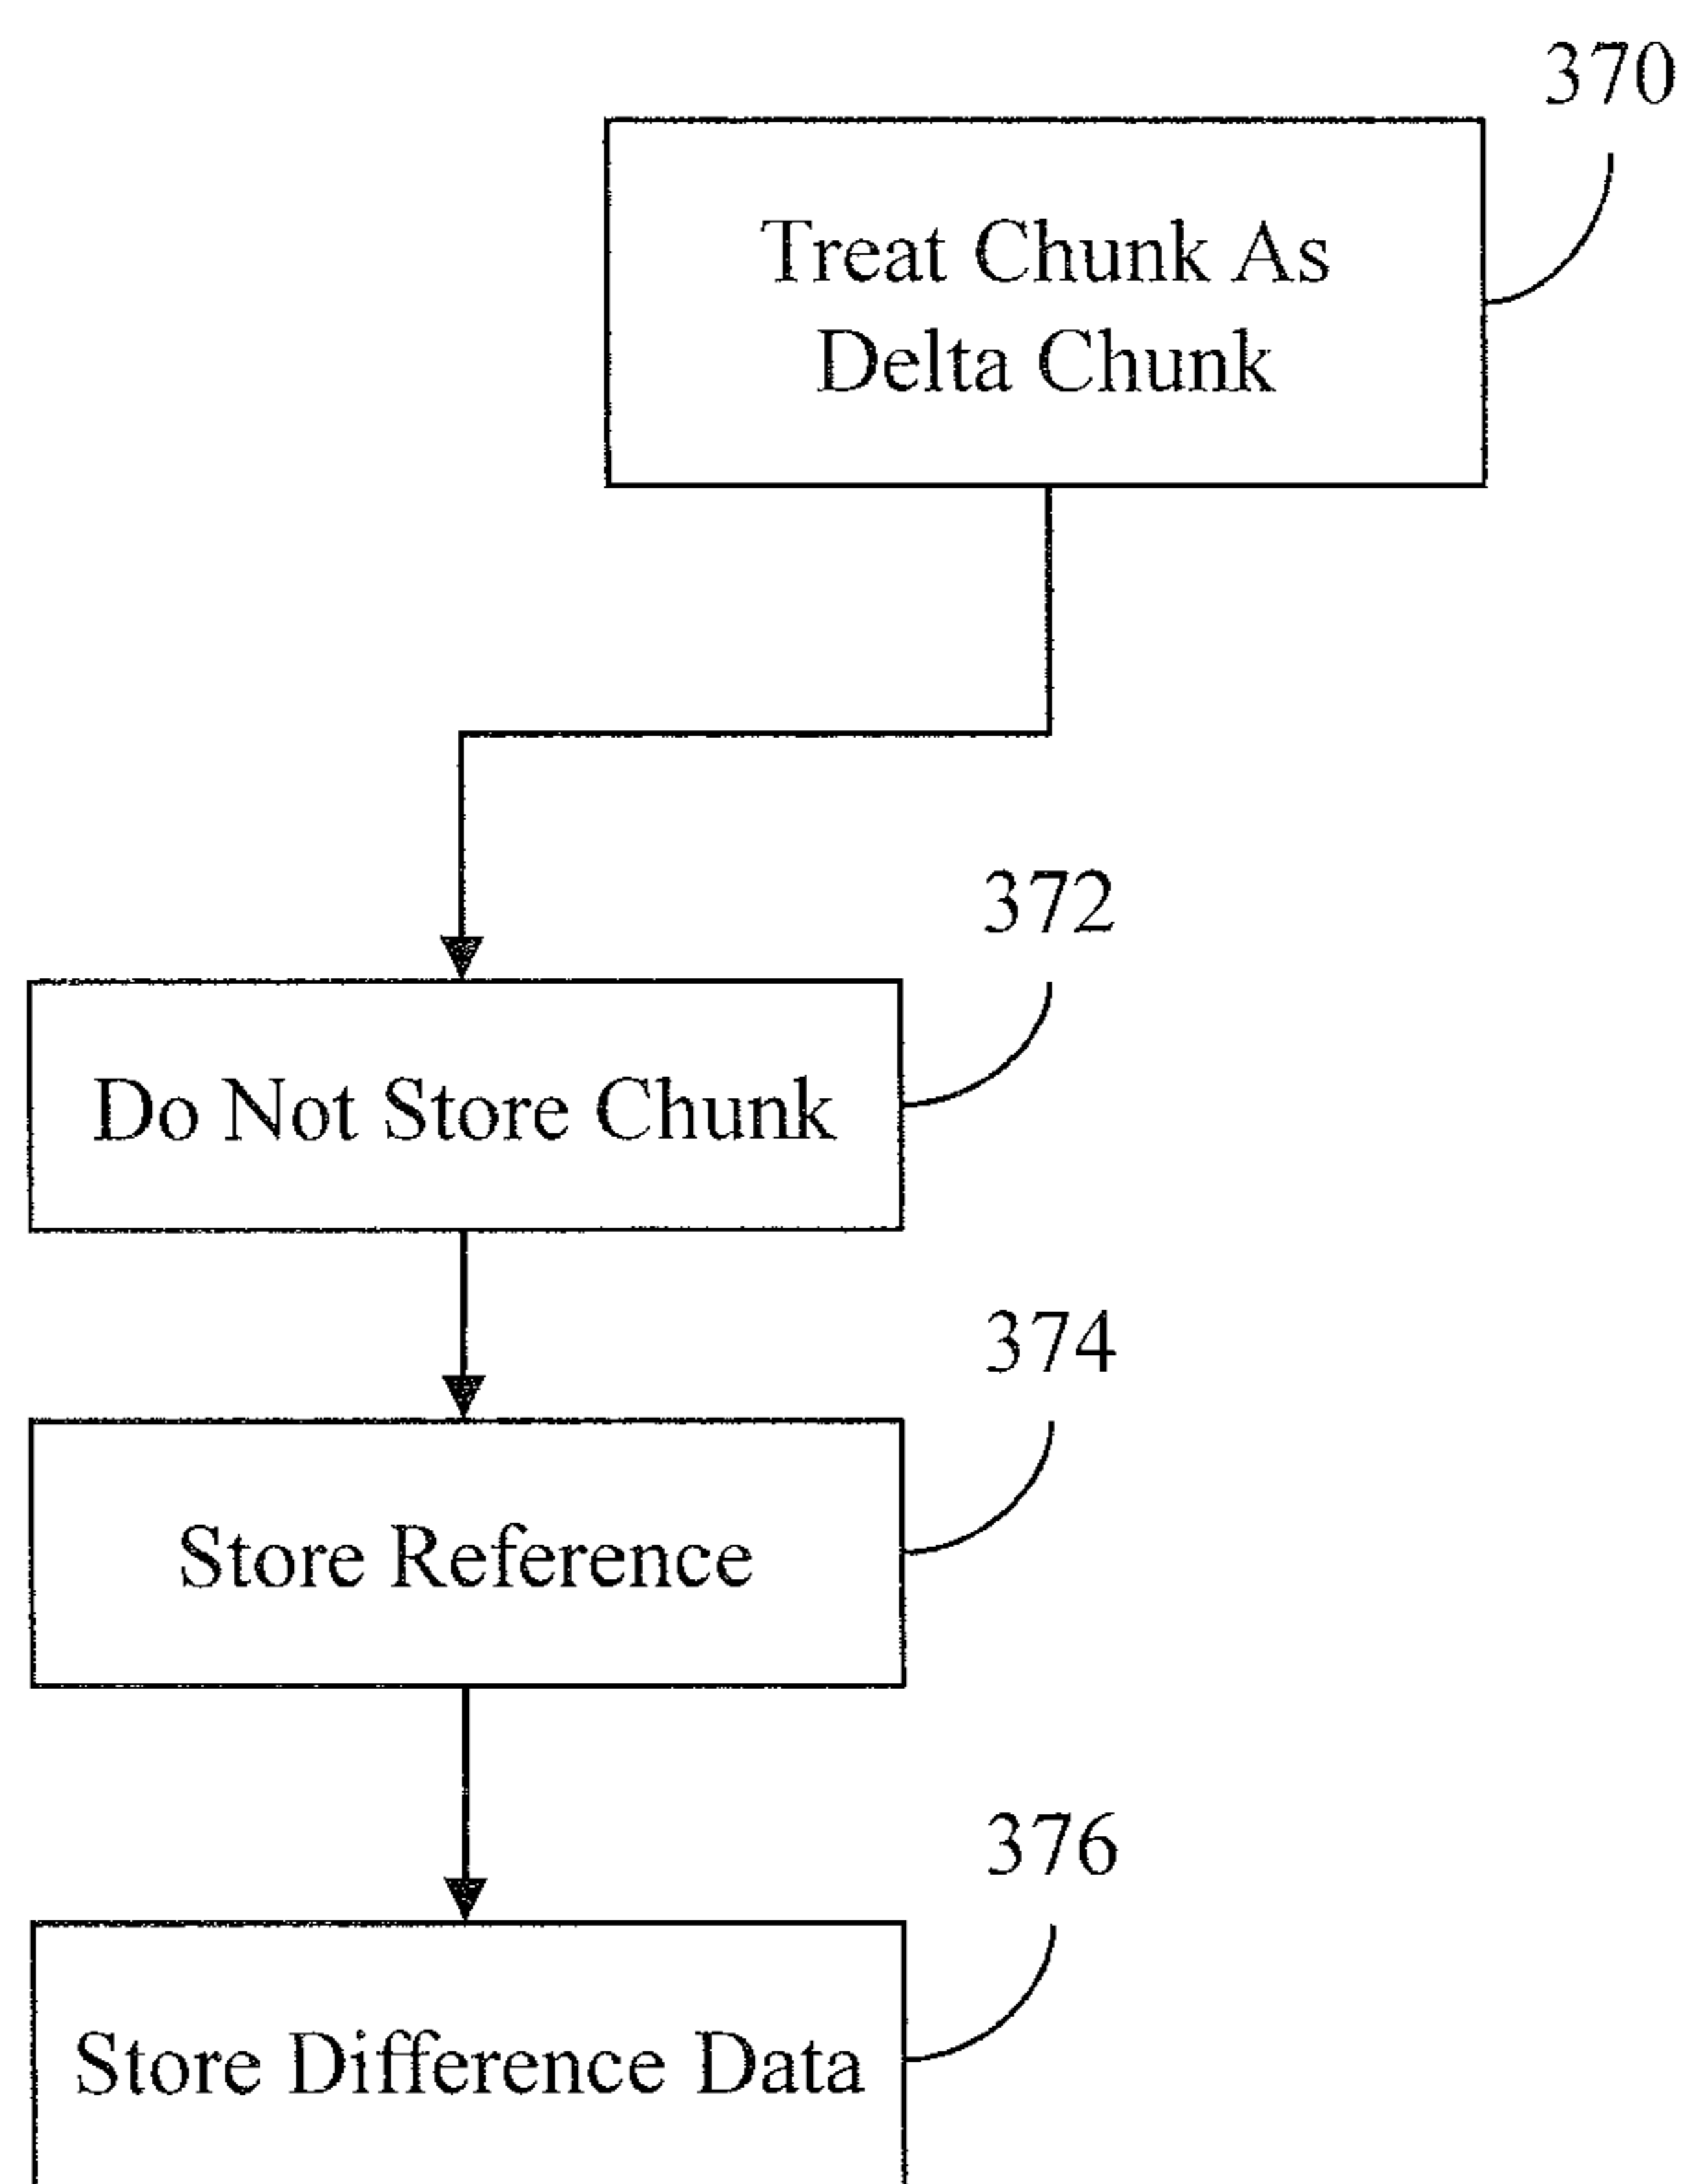 370
Treat Chunk As
Delta Chunk
372
Do Not Store Chunk
374
Store Reference
376
Store Difference Data